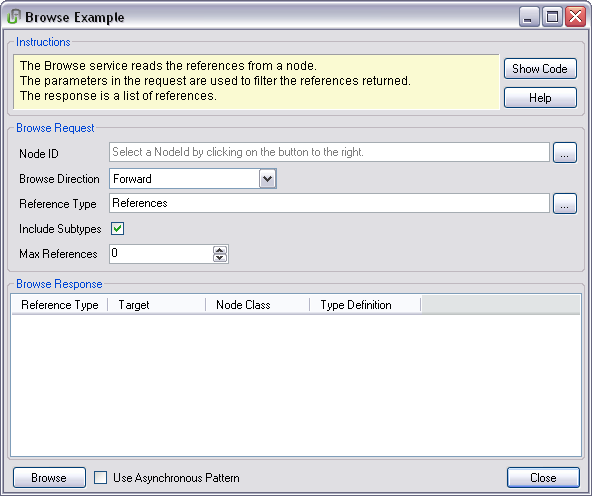 Browse Example
Instructions
The Browse service reads the references from a node.
The parameters in the request are used to filter the references returned.
The response is a list of references.
Show Code
Help
Browse Request
Node ID
Select a NodeId by clicking on the button to the right.
...
Browse Direction
Forward
Reference Type
References
...
Include Subtypes
Max References
0
Browse Response
Reference Type Target Node Class Type Definition
Browse
Use Asynchronous Pattern
Close